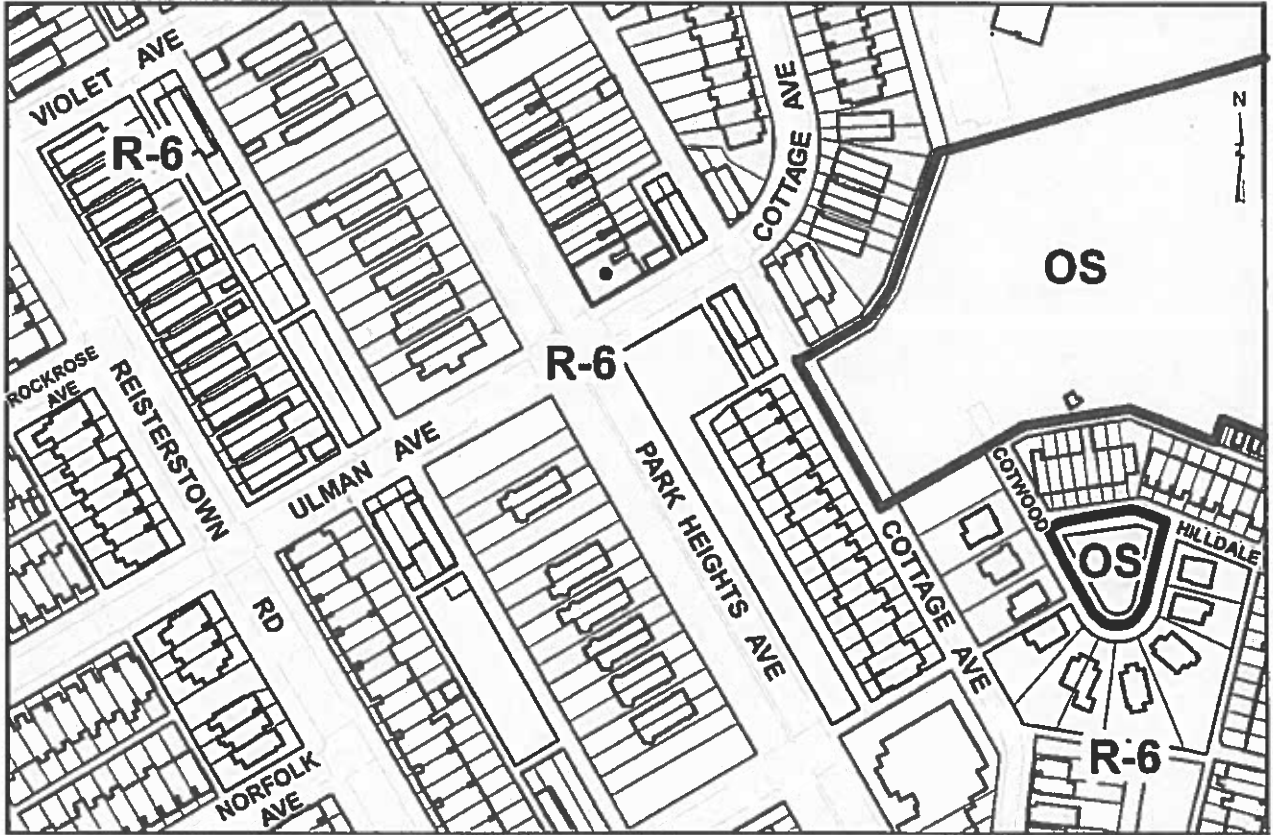 VIOLET AVE
R-6
COTTAGE AVE
N
OS
R-6
ROCKROSE
AVE
REISTERSTOWN
RD
ULMAN AVE
PARK HEIGHTS AVE
COTTAGE AVE
COTWOOD
HILLDALE
OS
R-6
NORFOLK
AVE